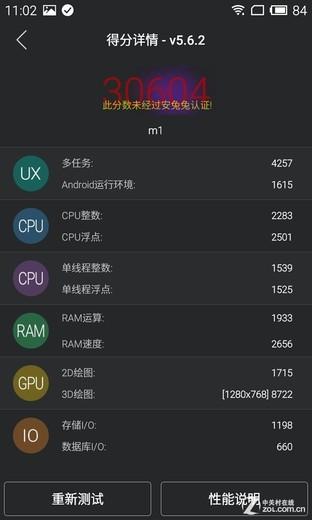 11:02
84
得分详情 - v5.6.2
30604
此分数未经过安兔兔认证!
m1
UX
多任务: 4257
Android运行环境: 1615
CPU
CPU整数: 2283
CPU浮点: 2501
CPU
单线程整数: 1539
单线程浮点: 1525
RAM
RAM运算: 1933
RAM速度: 2656
GPU
2D绘图: 1715
3D绘图: [1280x768] 8722
IO
存储I/O: 1198
数据库I/O: 660
重新测试
性能说明
中关村在线
zol.com.cn